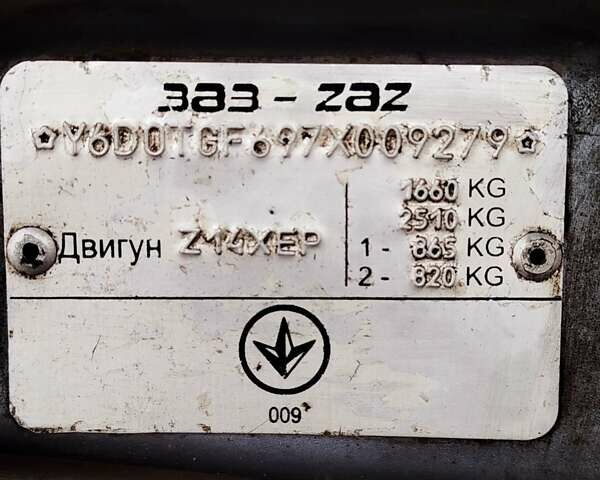 ЗАЗ - ZAZ
Y6D0TGF697X009279
1660 KG
2510 KG
Двигун Z14XEP 1 - 865 KG
2 - 820 KG
009